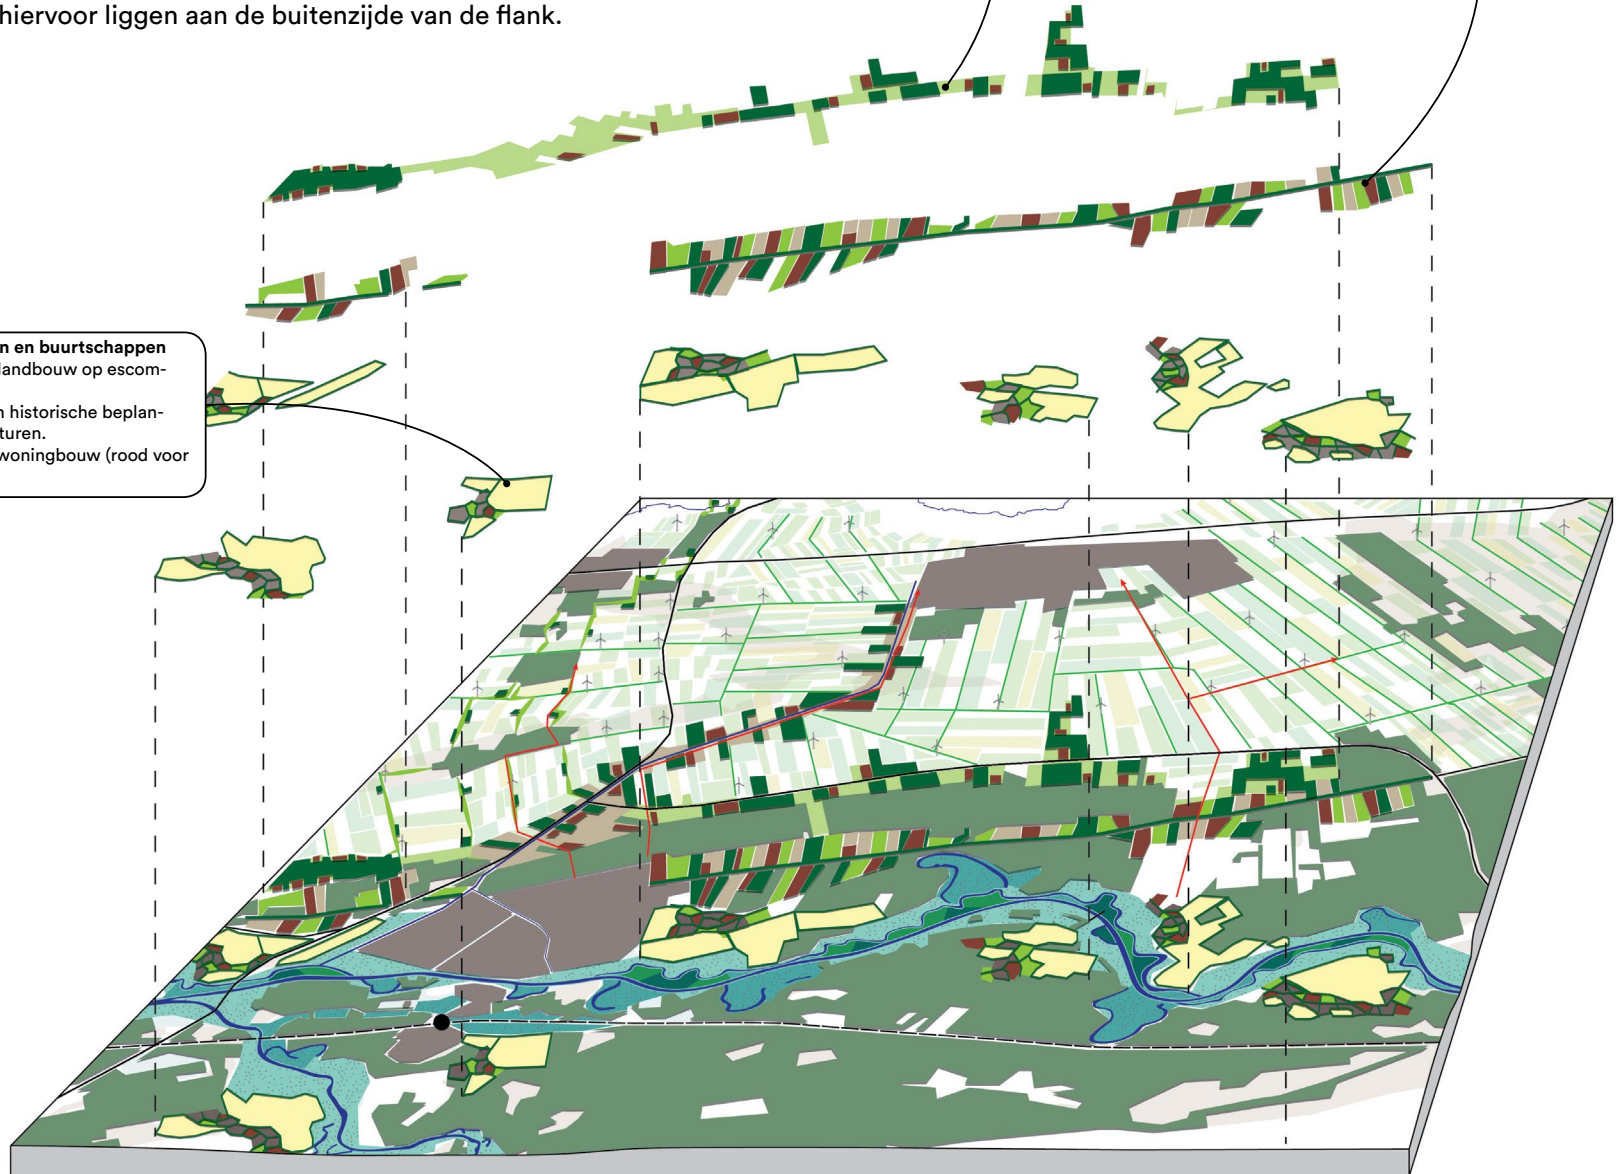 hiervoor liggen aan de buitenzijde van de flank.
n en buurtschappen
landbouw op escom-
n historische beplan-
turen.
woningbouw (rood voor